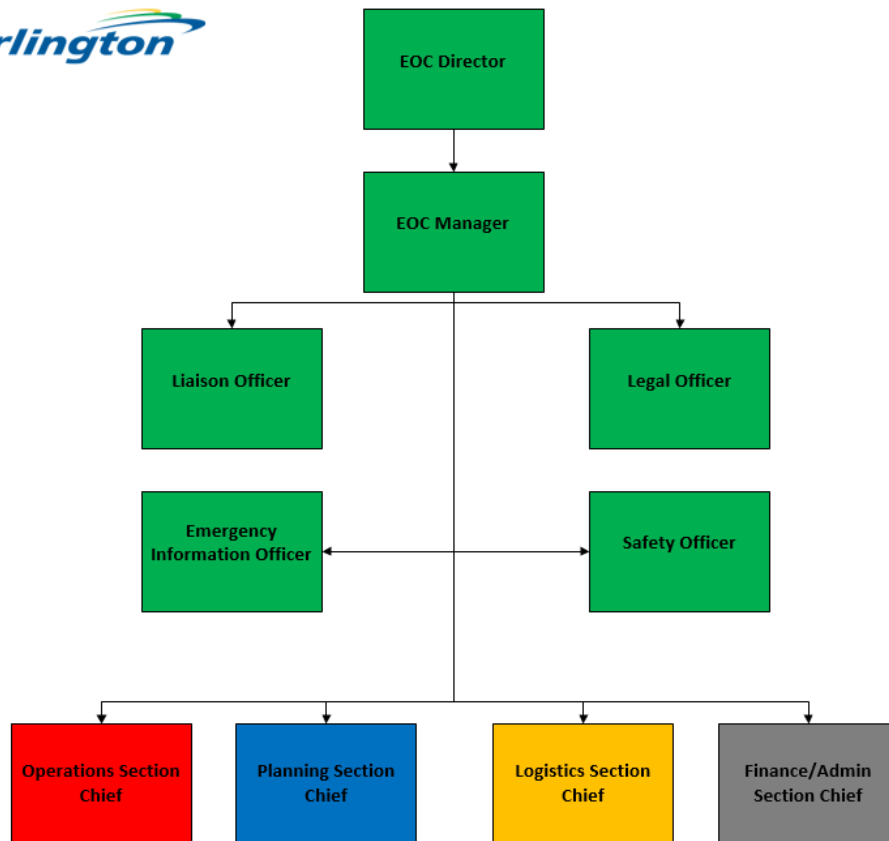 rlington
EOC Director
EOC Manager
Liaison Officer
Legal Officer
Emergency
Information Officer
Safety Officer
Operations Section
Chief
Planning Section
Chief
Logistics Section
Chief
Finance/Admin
Section Chief